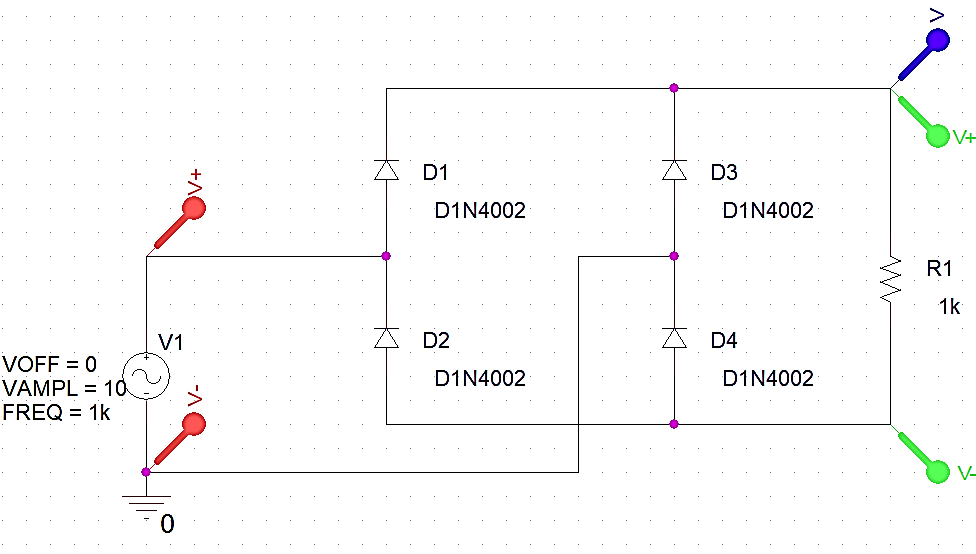 V
V+
V+
D1
D3
D1N4002
D1N4002
R1
1k
V1
D2
D4
VOFF = 0
VAMPL = 10
FREQ = 1k
D1N4002
D1N4002
V-
V-
0